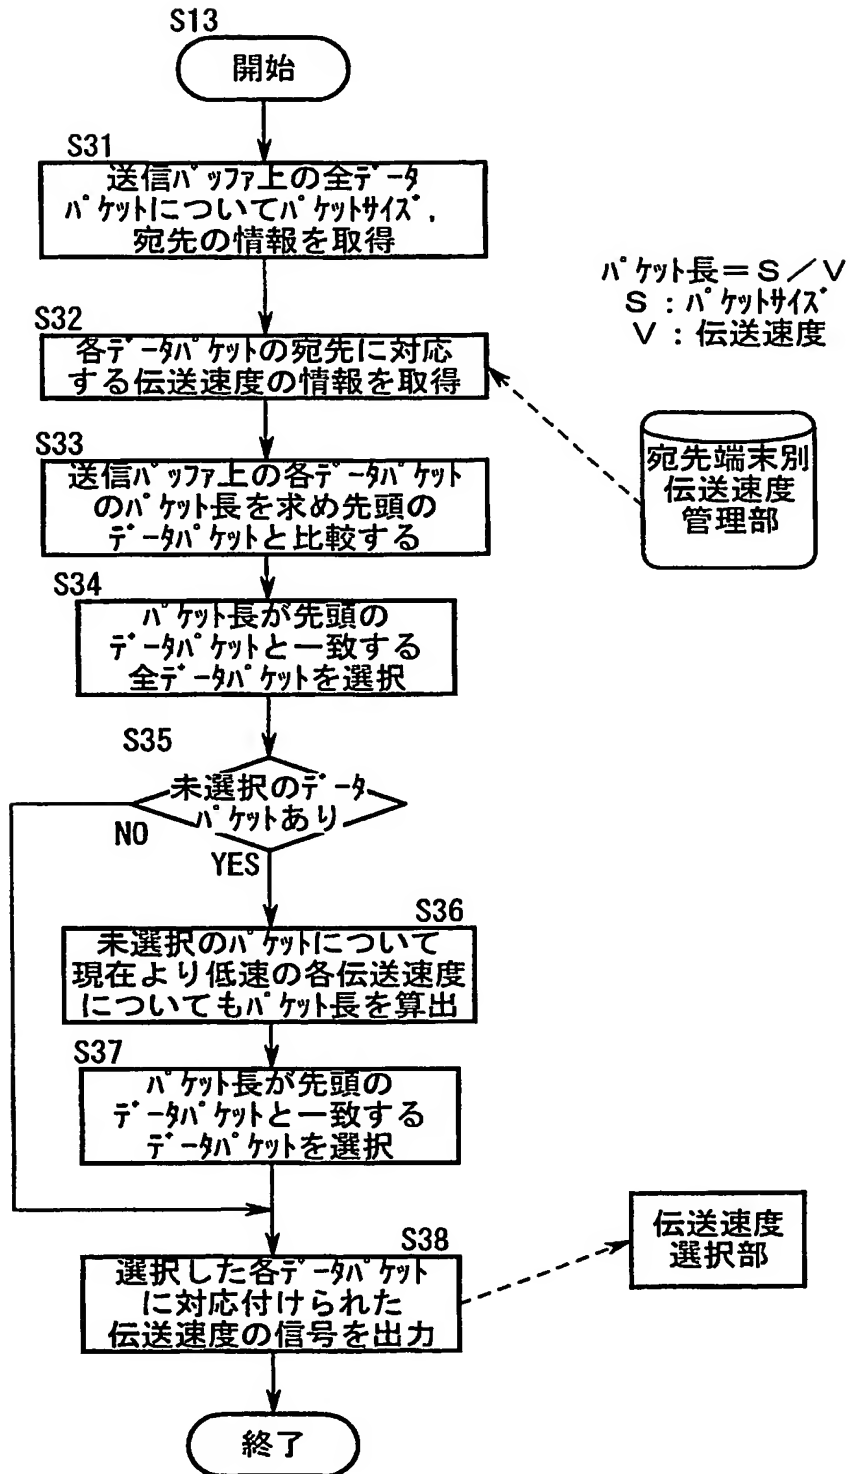 S13
開始
S31
送信バッファ上の全データ
パケットについてパケットサイズ,
宛先の情報を取得
パケット長=S/V
S:パケットサイズ
V:伝送速度
S32
各データパケットの宛先に対応
する伝送速度の情報を取得
宛先端末別
伝送速度
管理部
S33
送信バッファ上の各データパケット
のパケット長を求め先頭の
データパケットと比較する
S34
パケット長が先頭の
データパケットと一致する
全データパケットを選択
S35
未選択のデータ
パケットあり
NO
YES
S36
未選択のパケットについて
現在より低速の各伝送速度
についてもパケット長を算出
S37
パケット長が先頭の
データパケットと一致する
データパケットを選択
伝送速度
選択部
S38
選択した各データパケット
に対応付けられた
伝送速度の信号を出力
終了